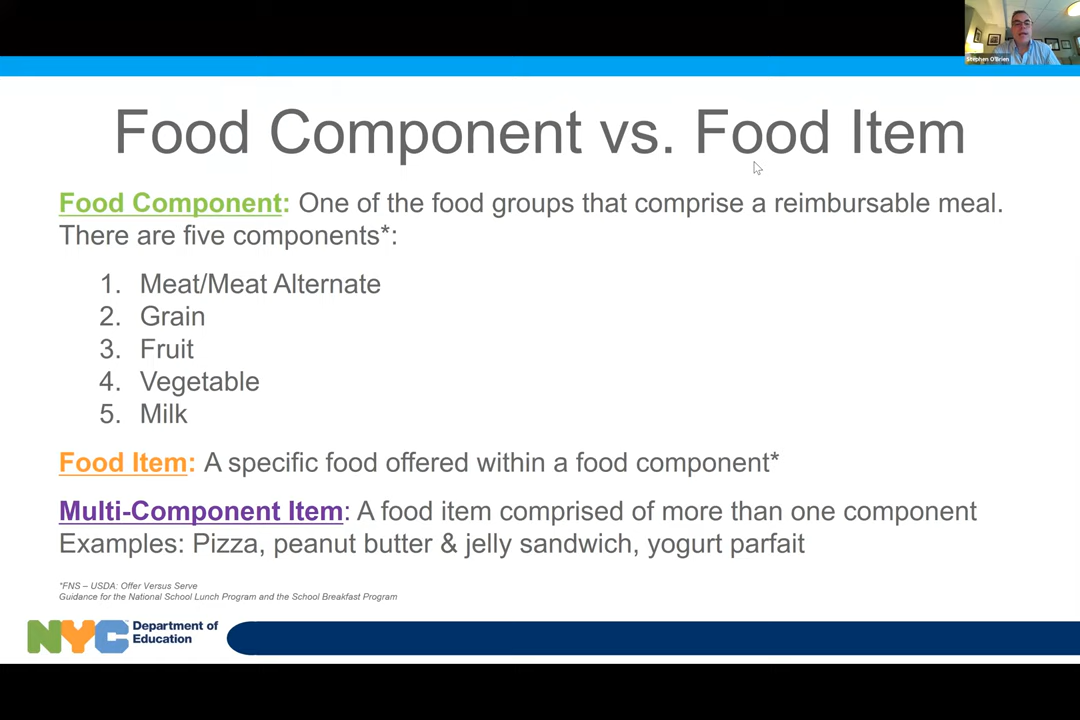 Stephen O'Brien
Food Component vs. Food Item
Food Component: One of the food groups that comprise a reimbursable meal.
There are five components*:
1. Meat/Meat Alternate
2. Grain
3. Fruit
4. Vegetable
5. Milk
Food Item: A specific food offered within a food component*
Multi-Component Item: A food item comprised of more than one component
Examples: Pizza, peanut butter & jelly sandwich, yogurt parfait
*FNS – USDA: Offer Versus Serve
Guidance for the National School Lunch Program and the School Breakfast Program
NYC Department of
Education